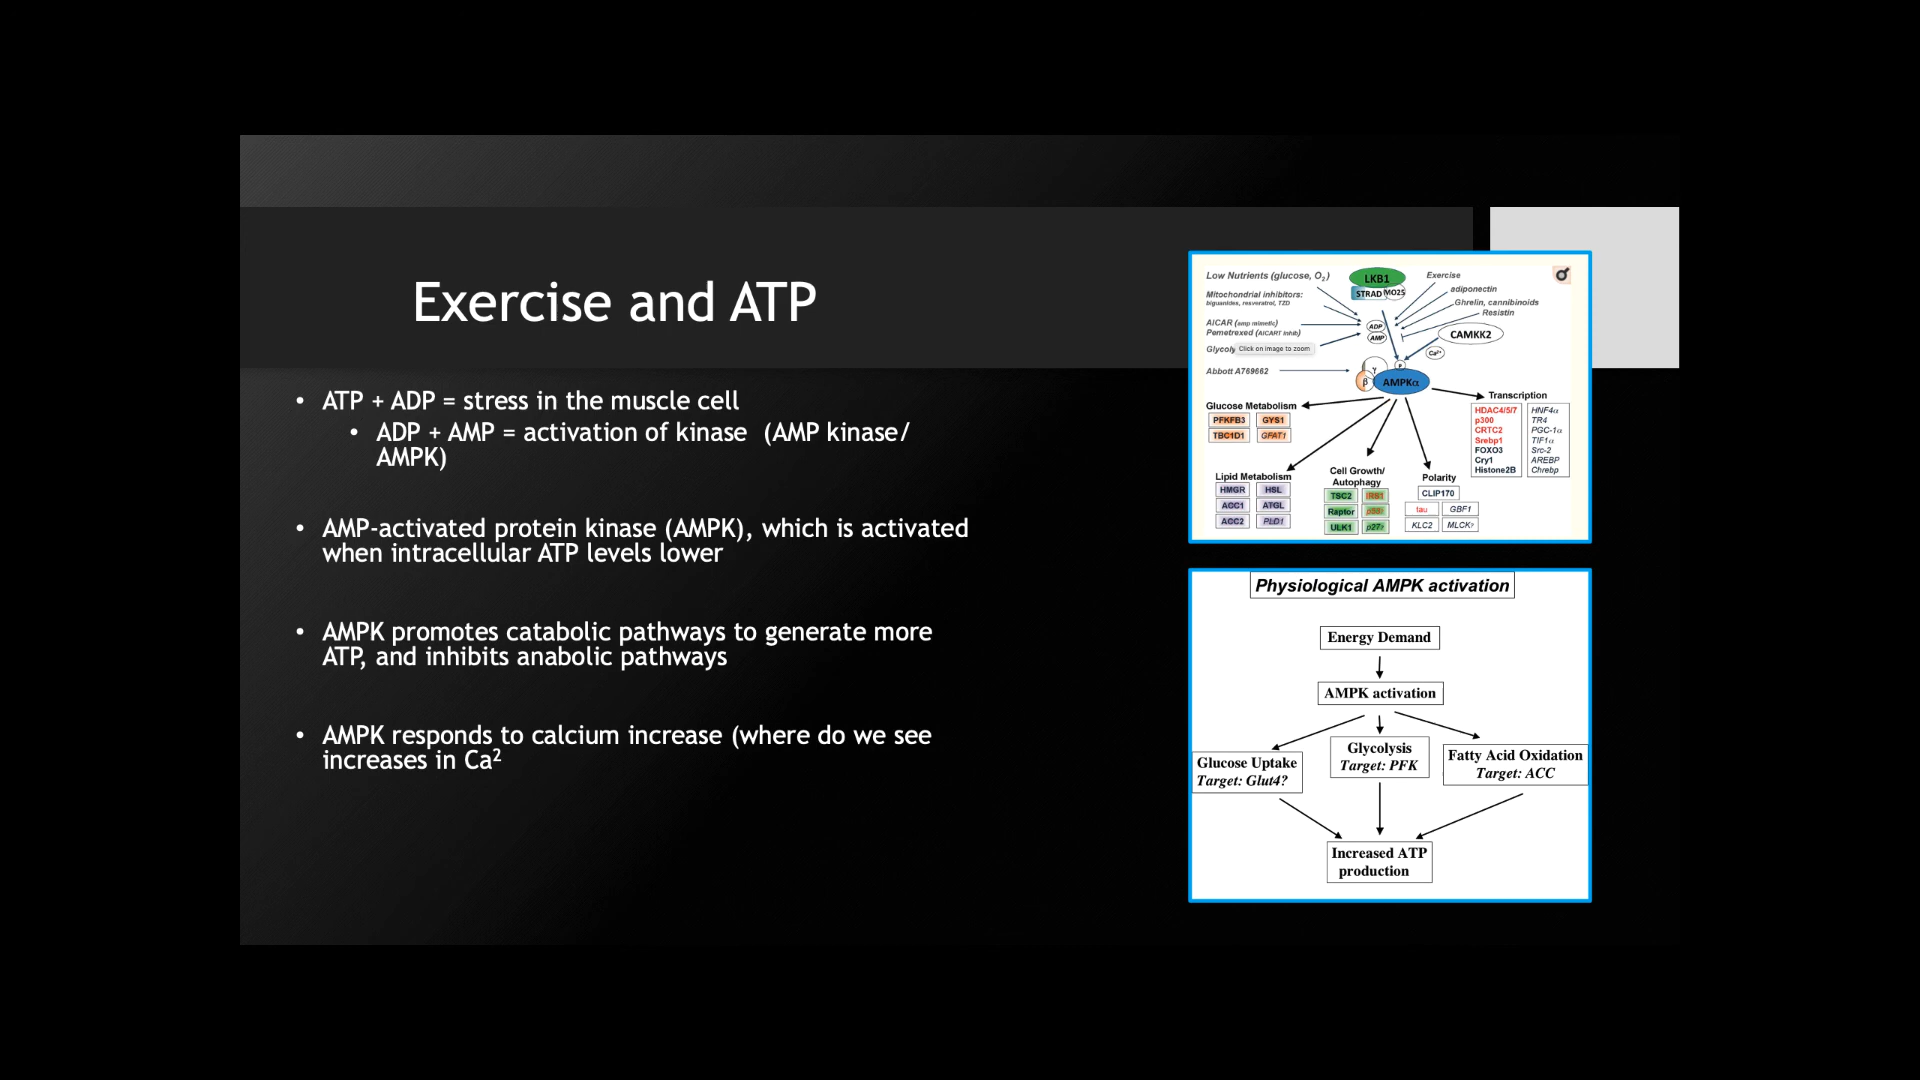 Exercise and ATP
• ATP + ADP = stress in the muscle cell
• ADP + AMP = activation of kinase (AMP kinase/
AMPK)
• AMP-activated protein kinase (AMPK), which is activated
when intracellular ATP levels lower
• AMPK promotes catabolic pathways to generate more
ATP, and inhibits anabolic pathways
• AMPK responds to calcium increase (where do we see
increases in Ca²
Low Nutrients (glucose, O₂)
Mitochondrial inhibitors:
biguanides, resveratrol, TZD
AICAR (amp mimetic)
Pemetrexed (AICART inhib)
Glycoly
Click on image to zoom
Abbott A769662
LKB1
STRAD MO25
Exercise
adiponectin
Ghrelin, cannibinoids
Resistin
CAMKK2
Ca²⁺
ADP
AMP
P
γ
β
AMPKα
Glucose Metabolism
PFKFB3 GYS1
TBC1D1 GFAT1
Lipid Metabolism
HMGR HSL
ACC1 ATGL
ACC2 PLD1
Cell Growth/
Autophagy
TSC2 IRS1
Raptor p53?
ULK1 p27?
Polarity
CLIP170
tau GBF1
KLC2 MLCK?
Transcription
HDAC4/5/7 HNF4α
p300 TR4
CRTC2 PGC-1α
Srebp1 TIF1α
FOXO3 Src-2
Cry1 AREBP
Histone2B Chrebp
Physiological AMPK activation
Energy Demand
AMPK activation
Glucose Uptake
Target: Glut4?
Glycolysis
Target: PFK
Fatty Acid Oxidation
Target: ACC
Increased ATP
production